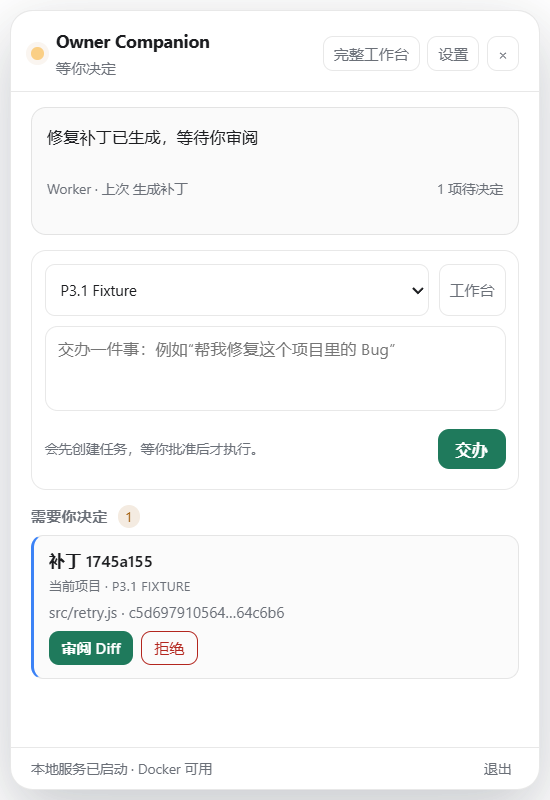 Owner Companion
等你决定
完整工作台
设置
×
修复补丁已生成，等待你审阅
Worker · 上次 生成补丁
1 项待决定
P3.1 Fixture
工作台
交办一件事：例如“帮我修复这个项目里的 Bug”
会先创建任务，等你批准后才执行。
交办
需要你决定 1
补丁 1745a155
当前项目 · P3.1 FIXTURE
src/retry.js · c5d697910564…64c6b6
审阅 Diff
拒绝
本地服务已启动 · Docker 可用
退出